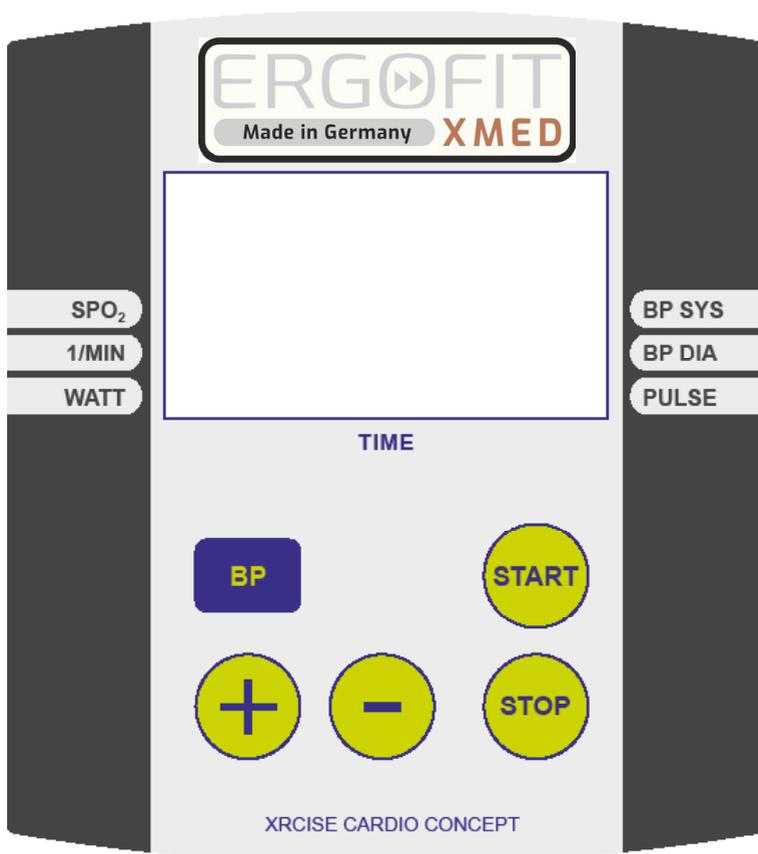 ERGOFIT
Made in Germany XMED
SPO₂
1/MIN
WATT
BP SYS
BP DIA
PULSE
TIME
BP
START
+
-
STOP
XRCISE CARDIO CONCEPT